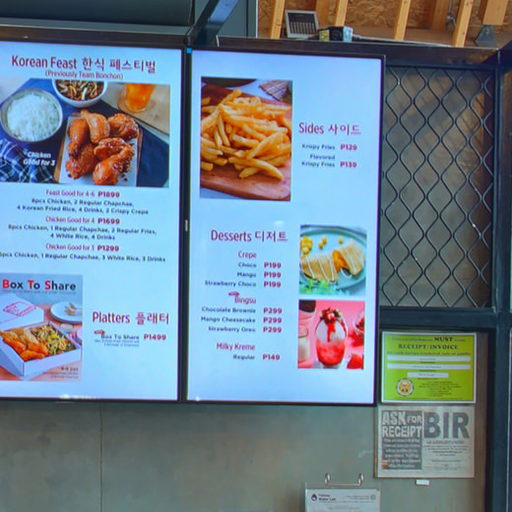 Korean Feast 한식 페스티벌
(Previously Team Bonchon)
Chicken
Good for 3
Feast Good for 4-6 P1899
8pcs Chicken, 2 Regular Chapchae,
4 Korean Fried Rice, 4 Drinks, 2 Crispy Crepe
Chicken Good for 4 P1699
8pcs Chicken, 1 Regular Chapchae, 2 Regular Fries,
4 White Rice, 4 Drinks
Chicken Good for 3 P1299
6pcs Chicken, 1 Regular Chapchae, 3 White Rice, 3 Drinks
Box To Share
Platters 플래터
Box To Share P1499
Sides 사이드
Krispy Fries P129
Flavored
Krispy Fries P139
Desserts 디저트
Crepe
Choco P199
Mango P199
Strawberry Choco P199
Bingsu
Chocolate Brownie P299
Mango Cheesecake P299
Strawberry Oreo P299
Milky Kreme
Regular P149
MUST
RECEIPT/INVOICE
ASK FOR
RECEIPT
BIR